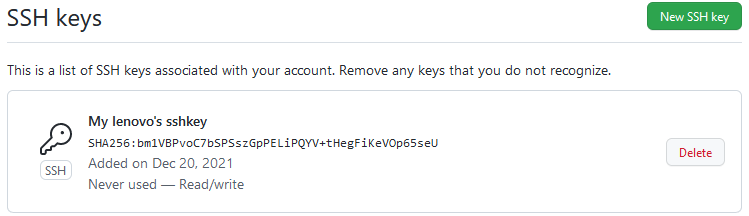 SSH keys
New SSH key
This is a list of SSH keys associated with your account. Remove any keys that you do not recognize.
My lenovo's sshkey
SHA256:bm1VBPvoC7bSPSszGpPELiPQYV+tHegFiKeVOp65seU
Delete
SSH
Added on Dec 20, 2021
Never used — Read/write